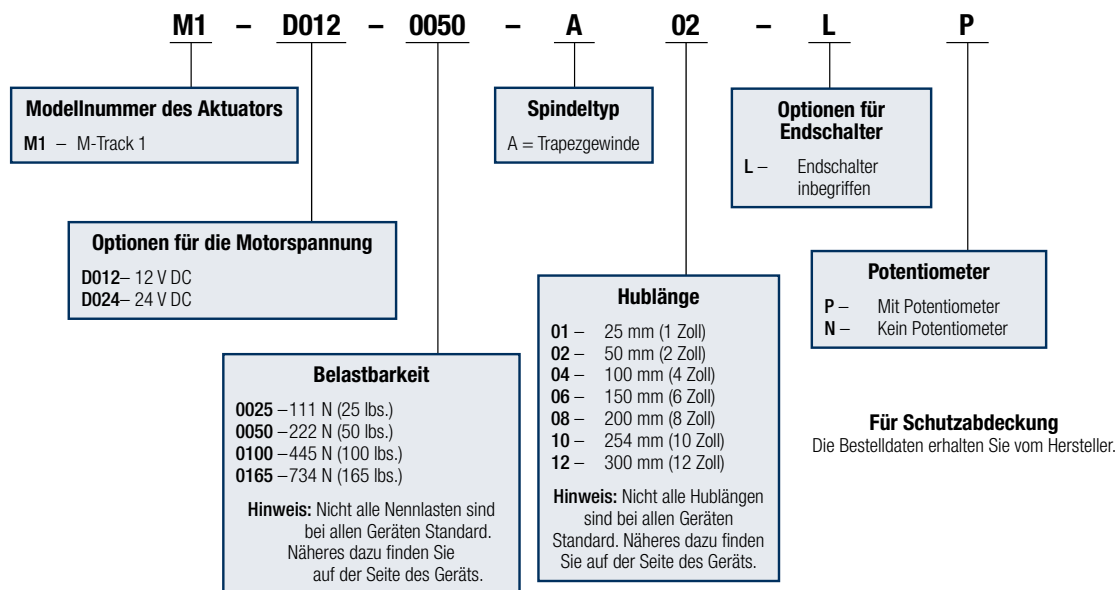 M1 – D012 – 0050 – A 02 – L P
Modellnummer des Aktuators
M1 – M-Track 1
Spindeltyp
A = Trapezgewinde
Optionen für
Endschalter
L – Endschalter
inbegriffen
Optionen für die Motorspannung
D012– 12 V DC
D024– 24 V DC
Potentiometer
P – Mit Potentiometer
N – Kein Potentiometer
Hublänge
01 – 25 mm (1 Zoll)
02 – 50 mm (2 Zoll)
04 – 100 mm (4 Zoll)
06 – 150 mm (6 Zoll)
08 – 200 mm (8 Zoll)
10 – 254 mm (10 Zoll)
12 – 300 mm (12 Zoll)
Hinweis: Nicht alle Hublängen
sind bei allen Geräten
Standard. Näheres dazu finden
Sie auf der Seite des Geräts.
Belastbarkeit
0025 –111 N (25 lbs.)
0050 –222 N (50 lbs.)
0100 –445 N (100 lbs.)
0165 –734 N (165 lbs.)
Hinweis: Nicht alle Nennlasten sind
bei allen Geräten Standard.
Näheres dazu finden Sie
auf der Seite des Geräts.
Für Schutzabdeckung
Die Bestelldaten erhalten Sie vom Hersteller.